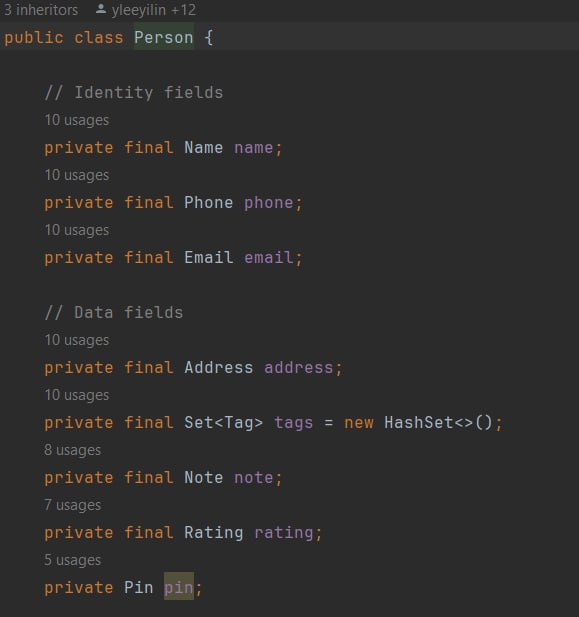 3 inheritors yleeyilin +12
public class Person {
// Identity fields
10 usages
private final Name name;
10 usages
private final Phone phone;
10 usages
private final Email email;
// Data fields
10 usages
private final Address address;
10 usages
private final Set<Tag> tags = new HashSet<>();
8 usages
private final Note note;
7 usages
private final Rating rating;
5 usages
private Pin pin;